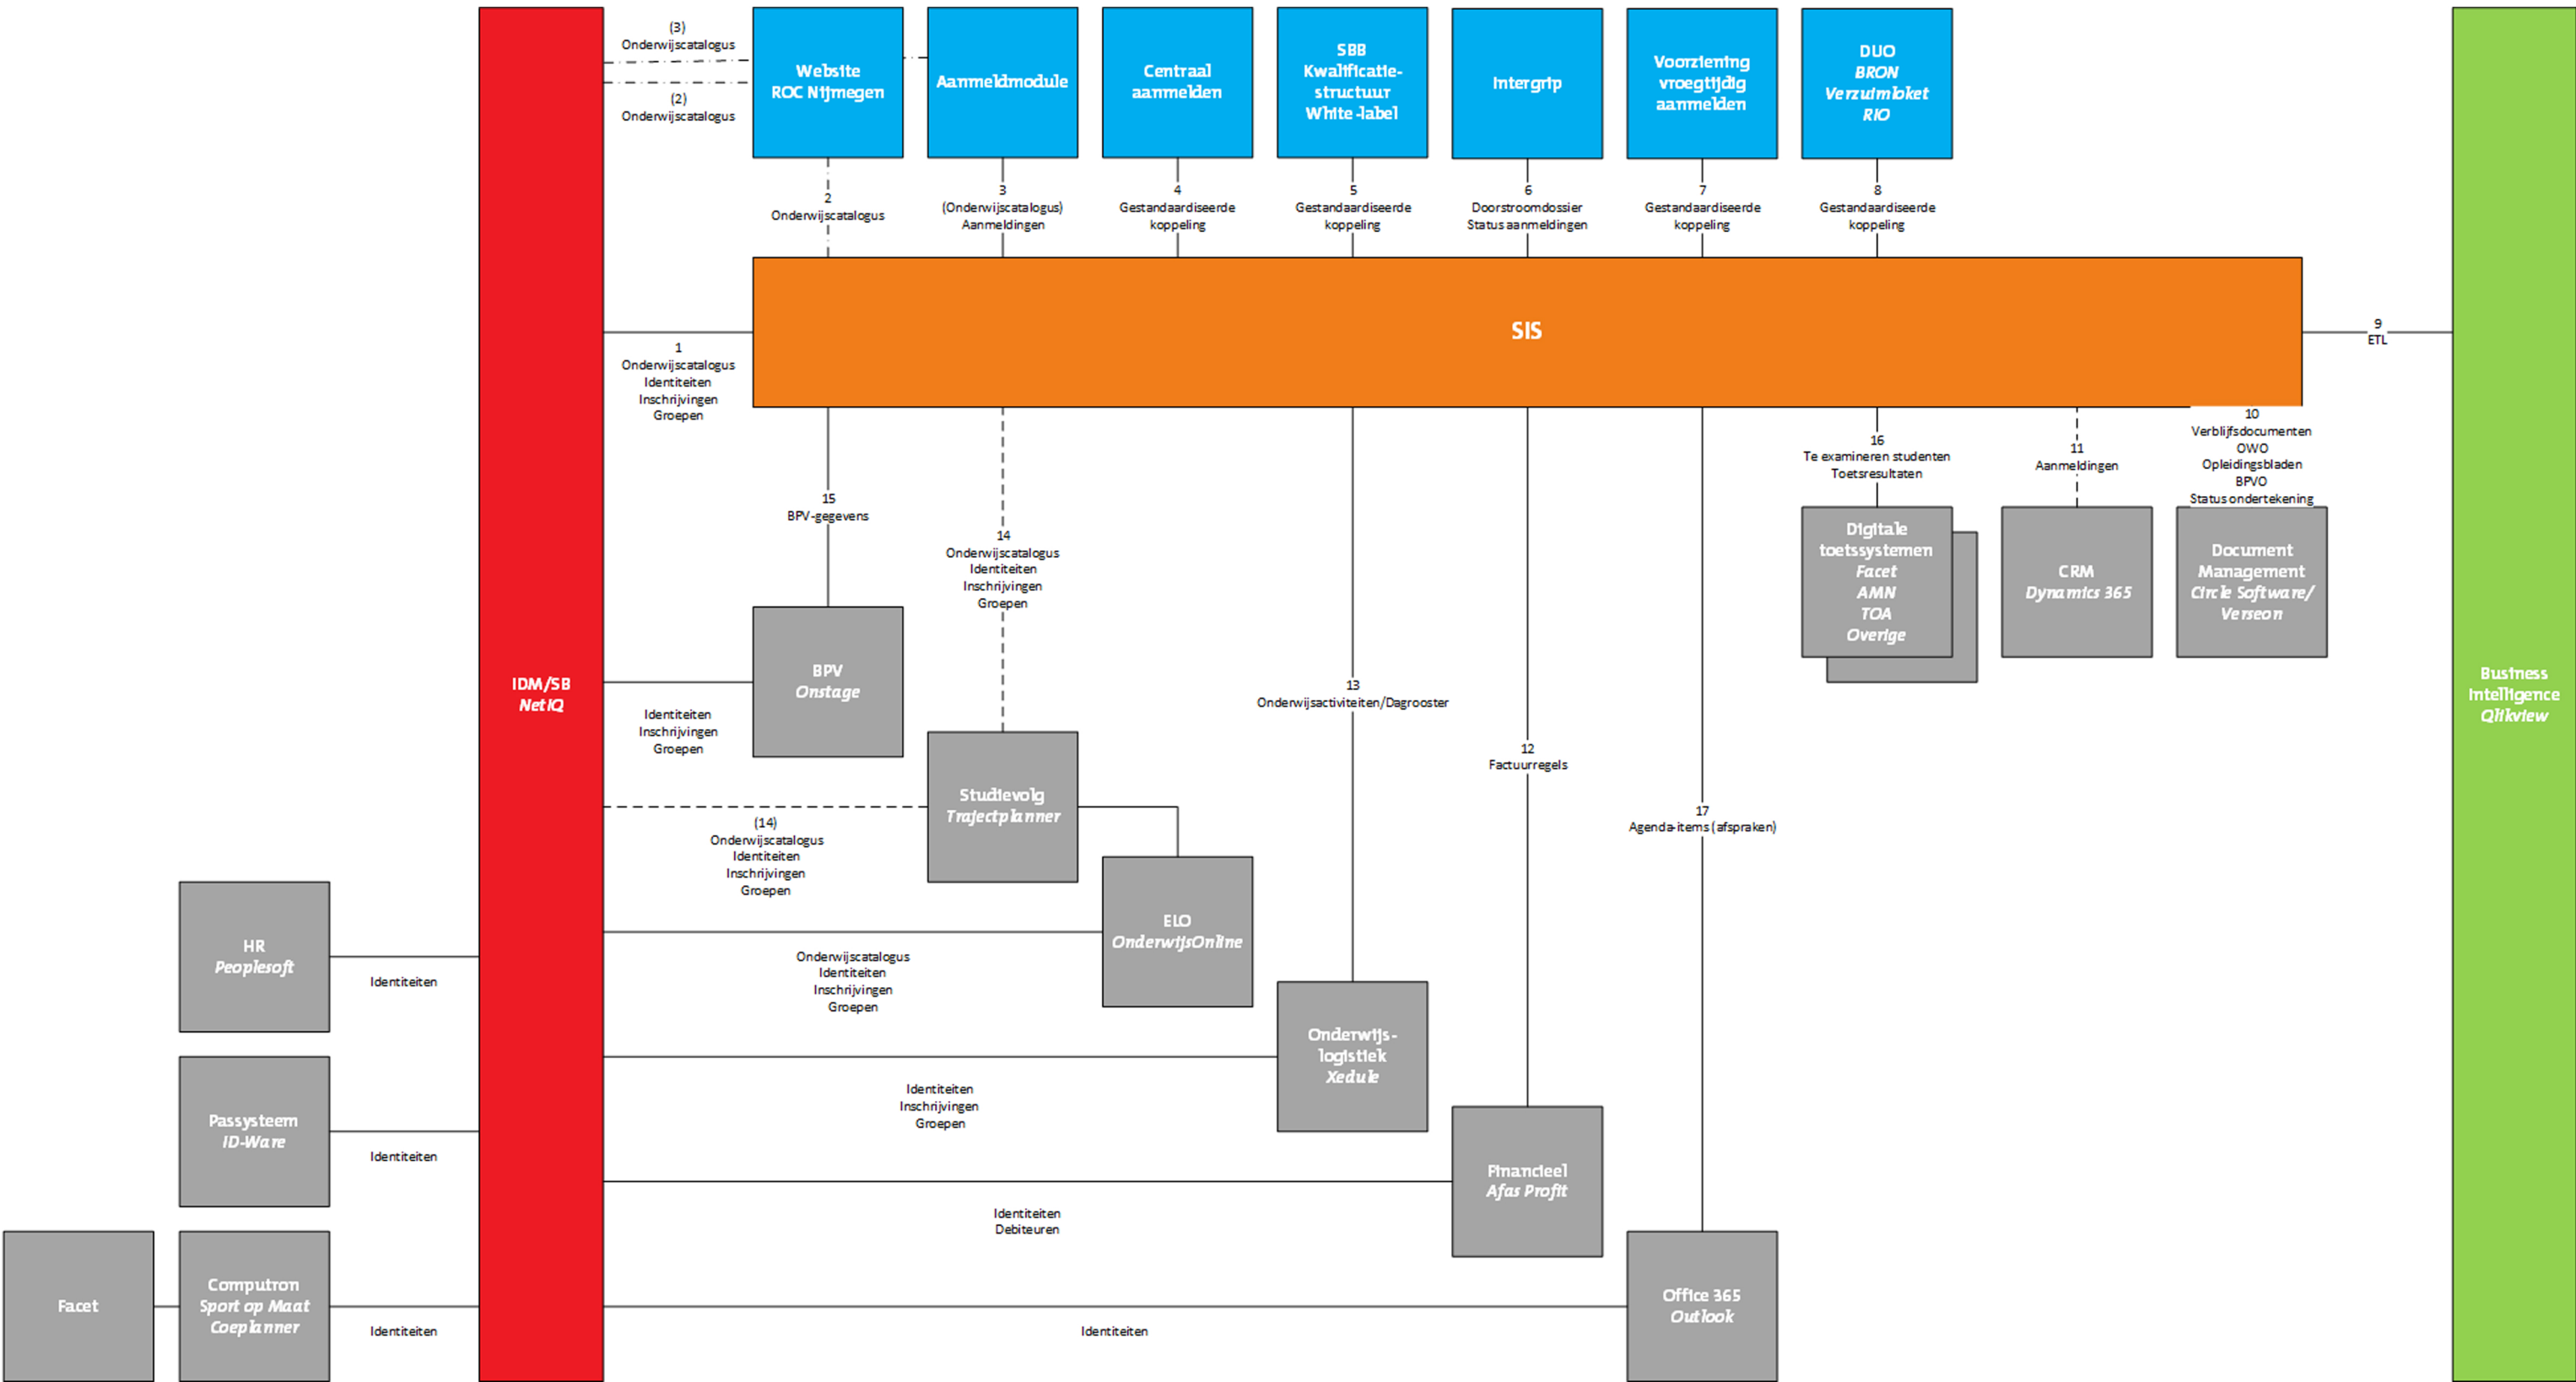 (3)
Onderwijscatalogus
(2)
Onderwijscatalogus
Website
ROC Nijmegen
Aanmeldmodule
Centraal
aanmelden
SBB
Kwalificatie-
structuur
White-label
Intergrip
Voorziening
vroegtijdig
aanmelden
DUO
BRON
Verzuimloket
RIO
2
Onderwijscatalogus
3
(Onderwijscatalogus)
Aanmeldingen
4
Gestandaardiseerde
koppeling
5
Gestandaardiseerde
koppeling
6
Doorstroomdossier
Status aanmeldingen
7
Gestandaardiseerde
koppeling
8
Gestandaardiseerde
koppeling
SIS
9
ETL
1
Onderwijscatalogus
Identiteiten
Inschrijvingen
Groepen
15
BPV-gegevens
14
Onderwijscatalogus
Identiteiten
Inschrijvingen
Groepen
13
Onderwijsactiviteiten/Dagrooster
12
Factuurregels
17
Agenda-items (afspraken)
16
Te examineren studenten
Toetsresultaten
11
Aanmeldingen
10
Verblijfsdocumenten
OWO
Opleidingsbladen
BPVO
Status ondertekening
Digitale
toetssystemen
Facet
AMN
TOA
Overige
CRM
Dynamics 365
Document
Management
Circle Software/
Verseon
IDM/SB
NetIQ
BPV
Onstage
Business
Intelligence
Qlikview
Identiteiten
Inschrijvingen
Groepen
Studievolg
Trajectplanner
(14)
Onderwijscatalogus
Identiteiten
Inschrijvingen
Groepen
ELO
OnderwijsOnline
Onderwijscatalogus
Identiteiten
Inschrijvingen
Groepen
HR
Peoplesoft
Identiteiten
Onderwijs-
logistiek
Xedule
Identiteiten
Inschrijvingen
Groepen
Passysteem
ID-Ware
Identiteiten
Financieel
Afas Profit
Identiteiten
Debiteuren
Facet
Computron
Sport op Maat
Coeplanner
Identiteiten
Identiteiten
Office 365
Outlook